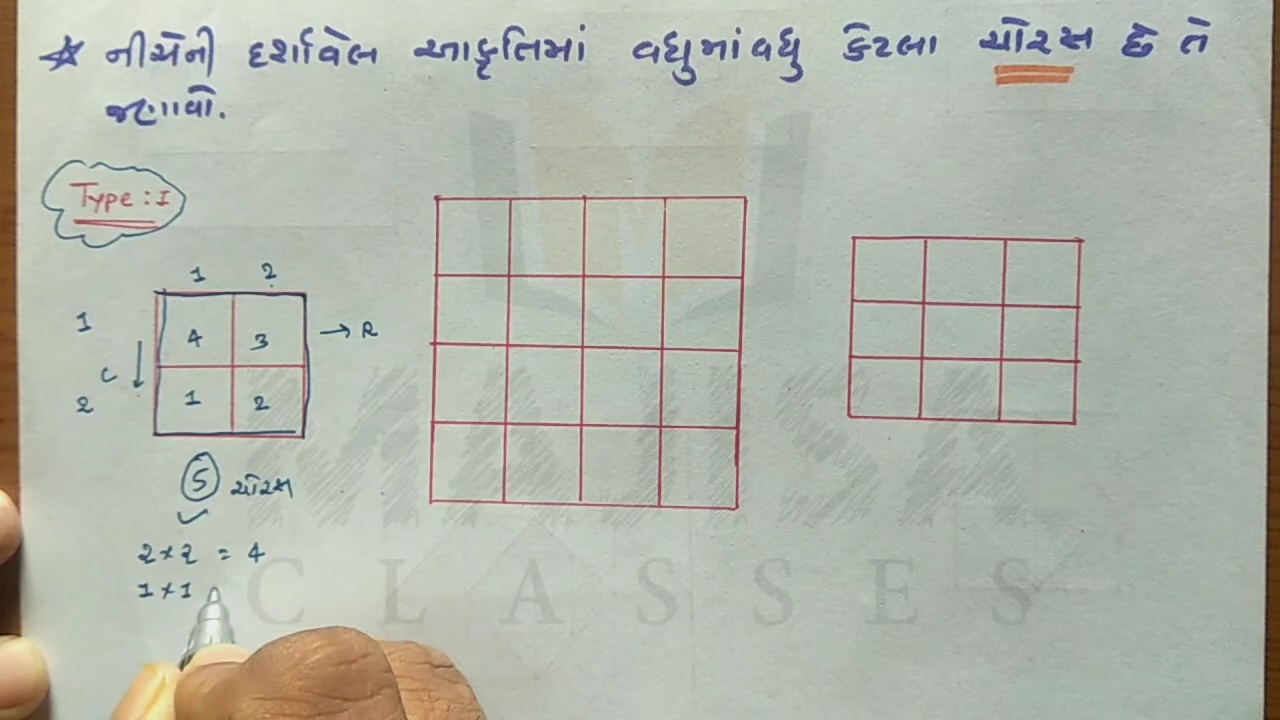 ☆ નીચેની દર્શાવેલ આકૃતિમાં વધુમાંવધુ કેટલા ચોરસ છે તે
જણાવો.
Type : I
1 2
1
4 3 → R
C ↓
2
1 2
5 ચોરસ
✓
2 × 2 = 4
1 × 1
MAUSA
CLASSES